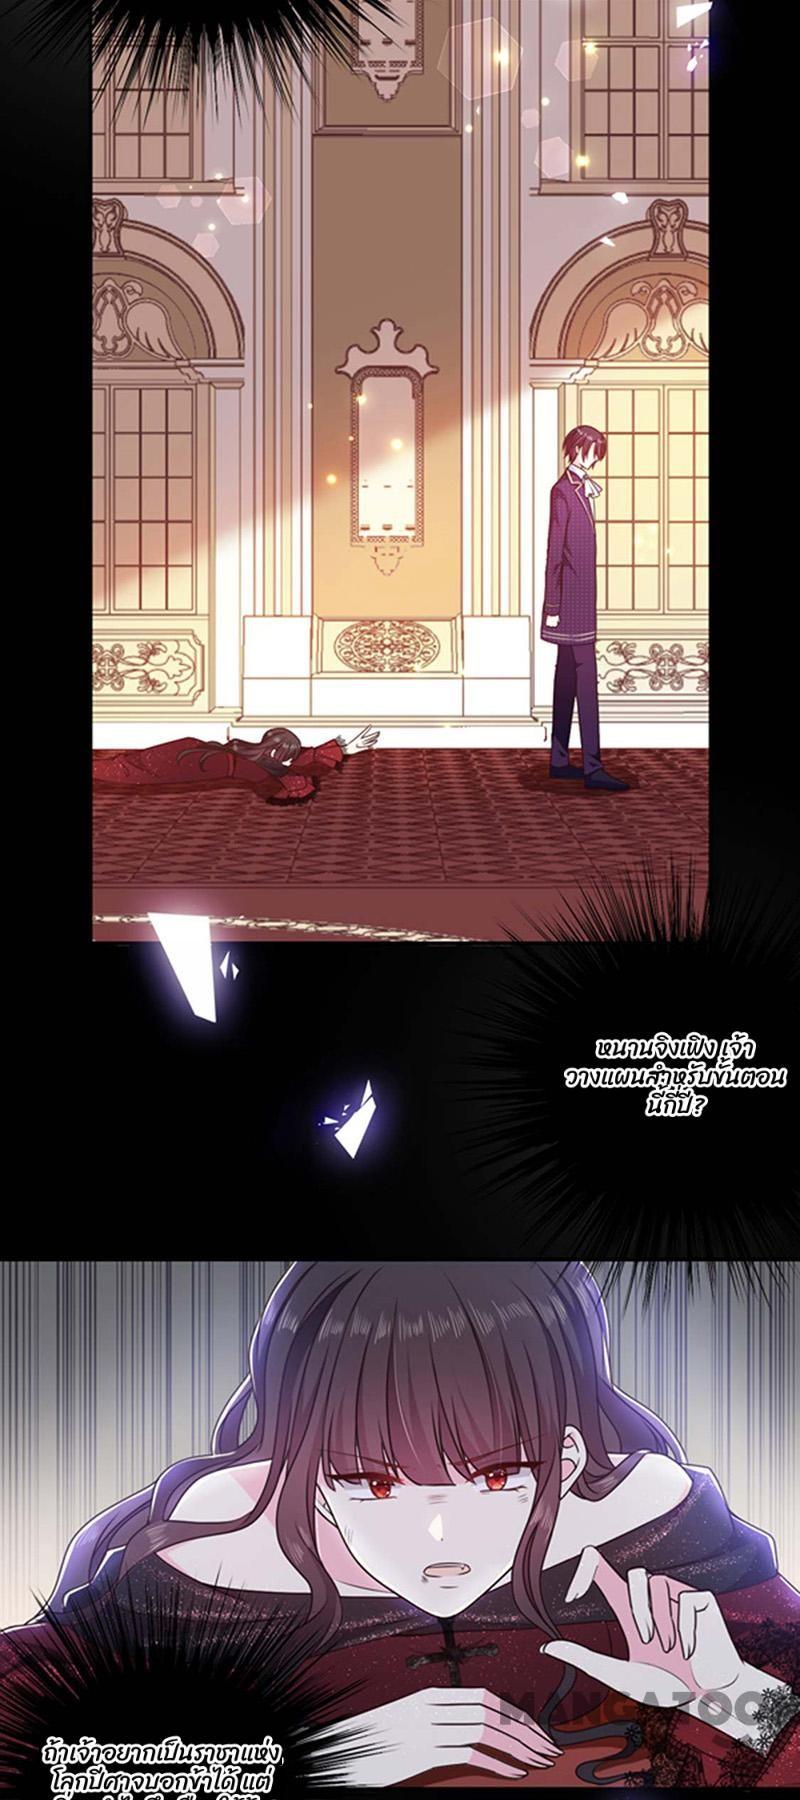 หนานจิงเฟิง เจ้า
วางแผนสำหรับขั้นตอน
นี้กี่ปี?
MANGATOON
ถ้าเจ้าอยากเป็นราชาแห่ง
โลกปีศาจบอกข้าได้ แต่